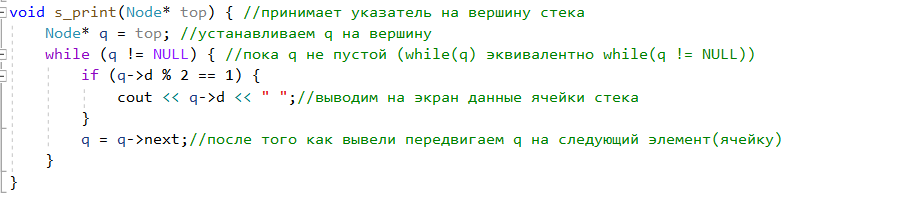 void s_print(Node* top) { //принимает указатель на вершину стека
Node* q = top; //устанавливаем q на вершину
while (q != NULL) { //пока q не пустой (while(q) эквивалентно while(q != NULL))
if (q->d % 2 == 1) {
cout << q->d << " ";//выводим на экран данные ячейки стека
}
q = q->next;//после того как вывели передвигаем q на следующий элемент(ячейку)
}
}